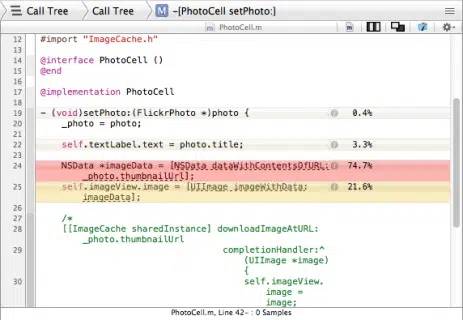 Call Tree Call Tree M -[PhotoCell setPhoto:]
PhotoCell.m
12 #import "ImageCache.h"
13
14 @interface PhotoCell ()
15 @end
16
17 @implementation PhotoCell
18
19 - (void)setPhoto:(FlickrPhoto *)photo { 0.4%
20 _photo = photo;
21
22 self.textLabel.text = photo.title; 3.3%
23
24 NSData *imageData = [NSData dataWithContentsOfURL: 74.7%
_photo.thumbnailUrl];
25 self.imageView.image = [UIImage imageWithData: 21.6%
imageData];
26
27 /*
28 [[ImageCache sharedInstance] downloadImageAtURL:
_photo.thumbnailUrl
29 completionHandler:^
(UIImage *image)
{
30 self.imageView.
image =
image;
PhotoCell.m, Line 42~ : 0 Samples